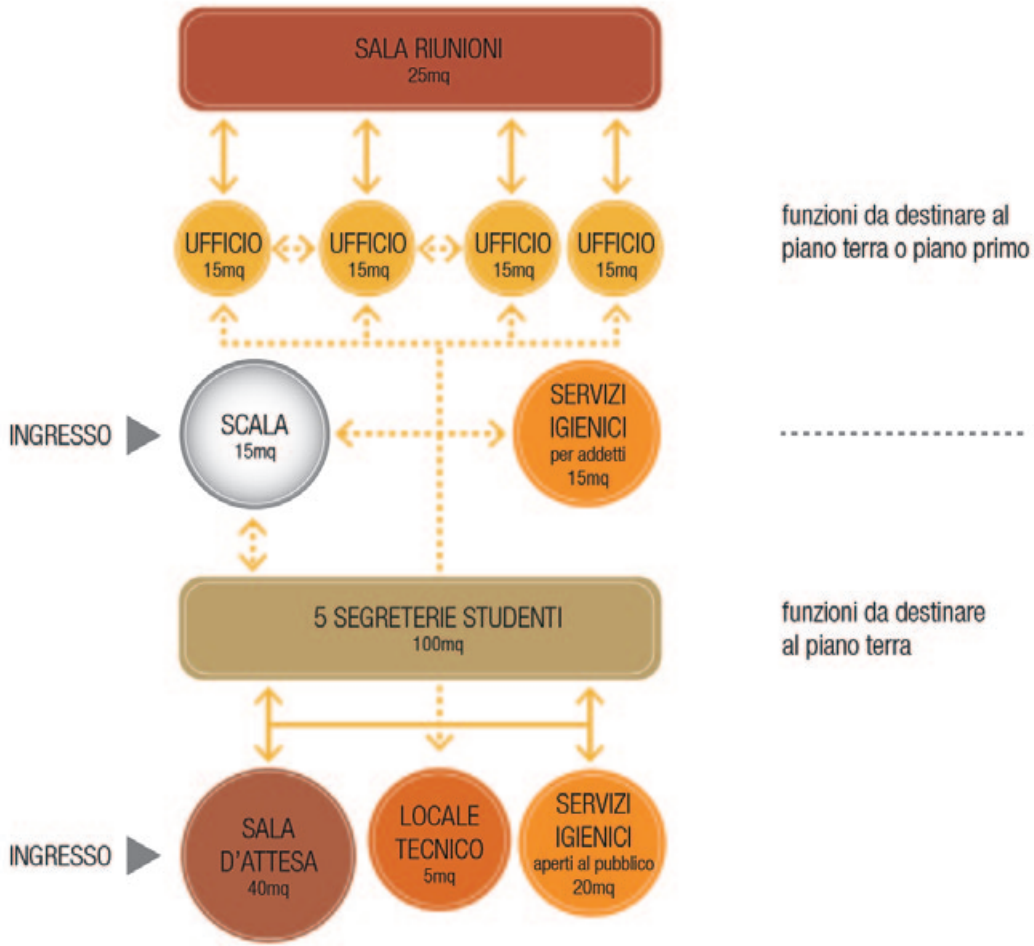 SALA RIUNIONI
25mq
UFFICIO
15mq
UFFICIO
15mq
UFFICIO
15mq
UFFICIO
15mq
funzioni da destinare al
piano terra o piano primo
INGRESSO
SCALA
15mq
SERVIZI
IGIENICI
per addetti
15mq
5 SEGRETERIE STUDENTI
100mq
funzioni da destinare
al piano terra
INGRESSO
SALA
D'ATTESA
40mq
LOCALE
TECNICO
5mq
SERVIZI
IGIENICI
aperti al pubblico
20mq